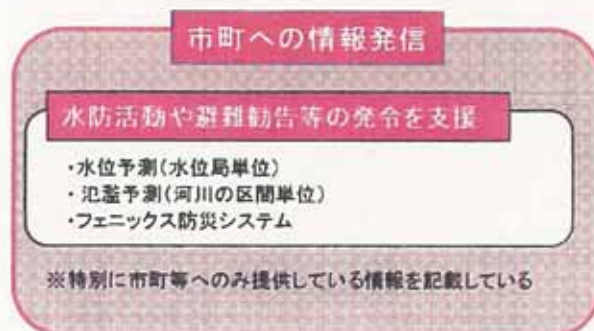 市町への情報発信
水防活動や避難勧告等の発令を支援
・水位予測(水位局単位)
・氾濫予測(河川の区間単位)
・フェニックス防災システム
※特別に市町等へのみ提供している情報を記載している